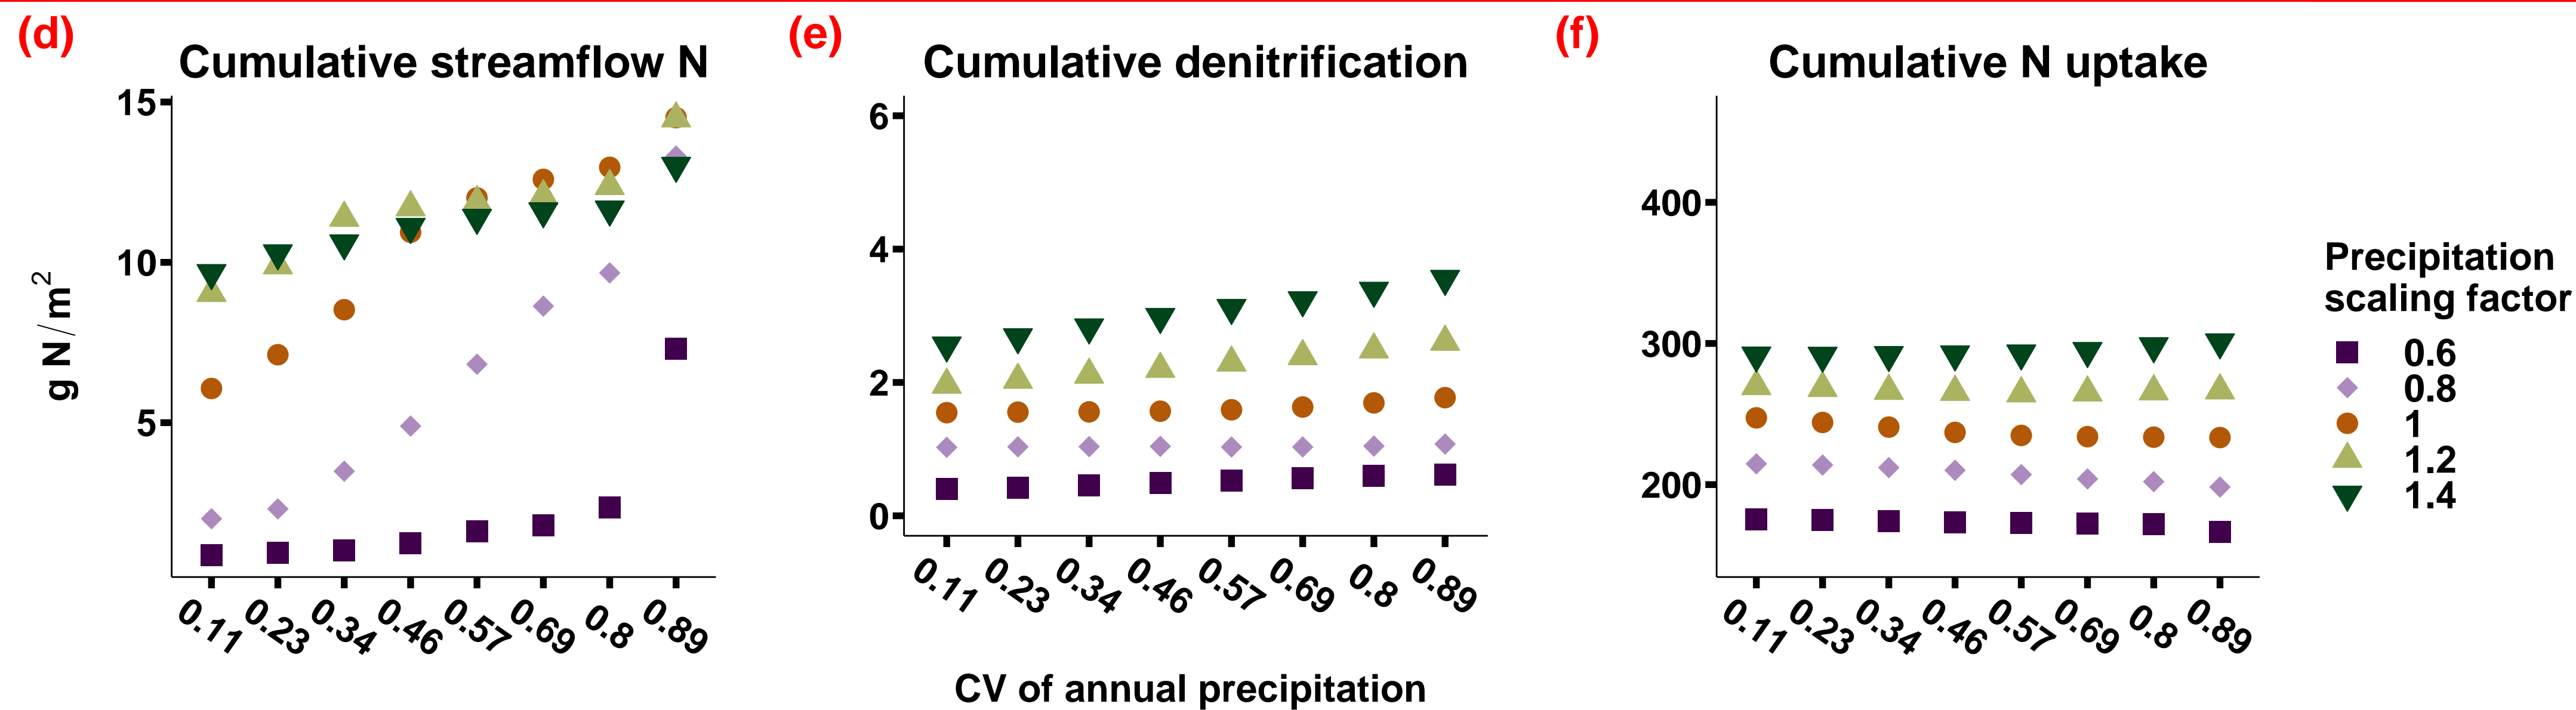 (d)
Cumulative streamflow N
15
10
5
g N/m²
0.11 0.23 0.34 0.46 0.57 0.69 0.8 0.89
(e)
Cumulative denitrification
6
4
2
0
0.11 0.23 0.34 0.46 0.57 0.69 0.8 0.89
CV of annual precipitation
(f)
Cumulative N uptake
400
300
200
0.11 0.23 0.34 0.46 0.57 0.69 0.8 0.89
Precipitation
scaling factor
0.6
0.8
1
1.2
1.4